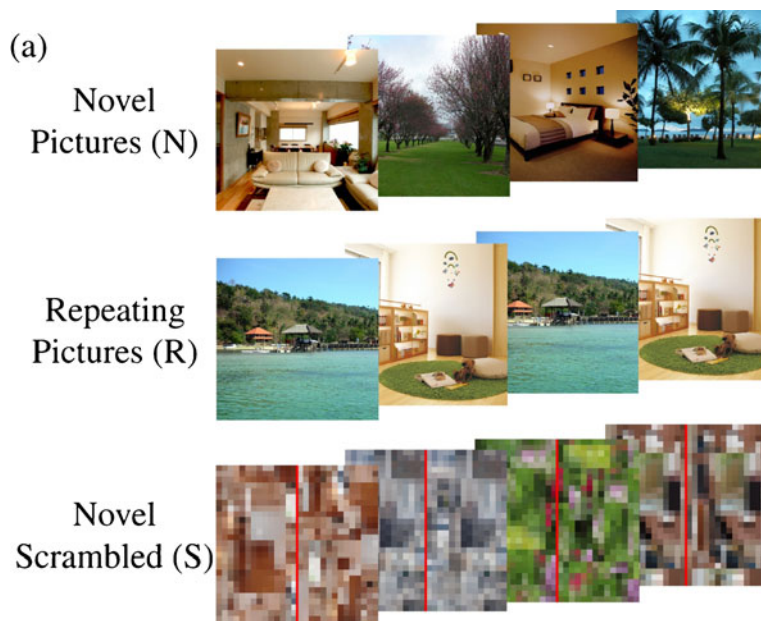 (a)
Novel
Pictures (N)
Repeating
Pictures (R)
Novel
Scrambled (S)